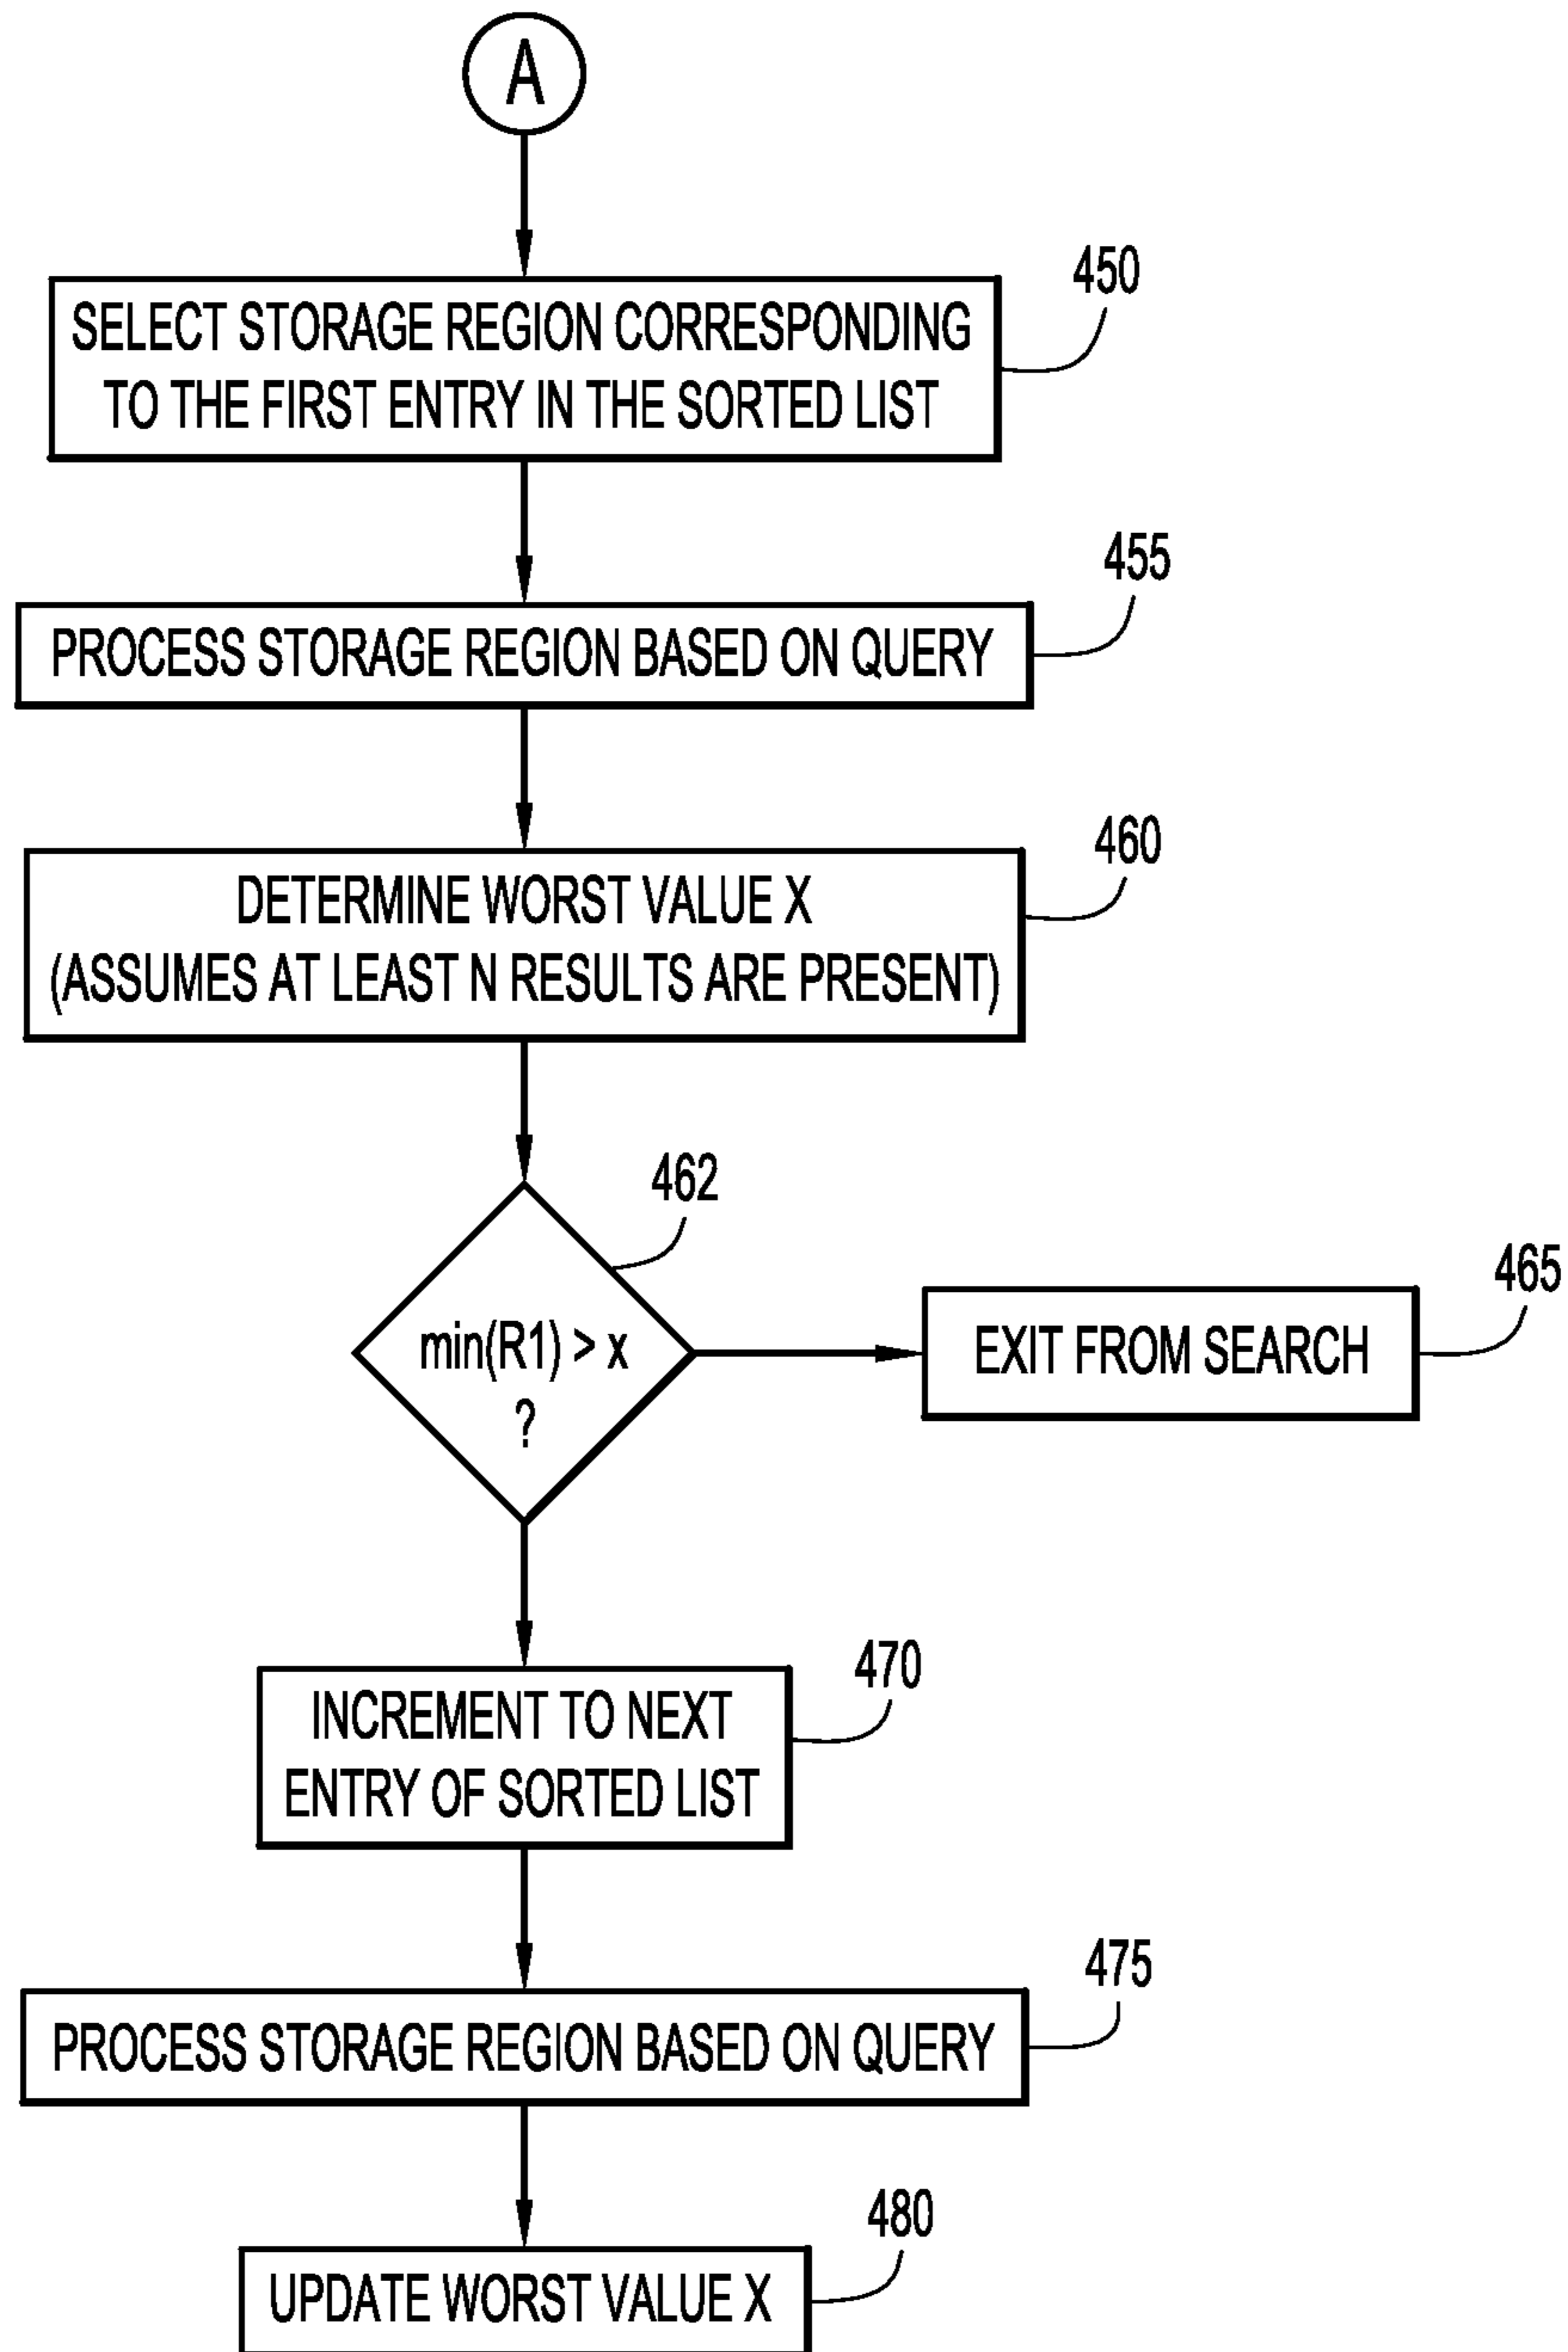 A
450
SELECT STORAGE REGION CORRESPONDING
TO THE FIRST ENTRY IN THE SORTED LIST
455
PROCESS STORAGE REGION BASED ON QUERY
460
DETERMINE WORST VALUE X
(ASSUMES AT LEAST N RESULTS ARE PRESENT)
462
min(R1) > x
?
465
EXIT FROM SEARCH
470
INCREMENT TO NEXT
ENTRY OF SORTED LIST
475
PROCESS STORAGE REGION BASED ON QUERY
480
UPDATE WORST VALUE X